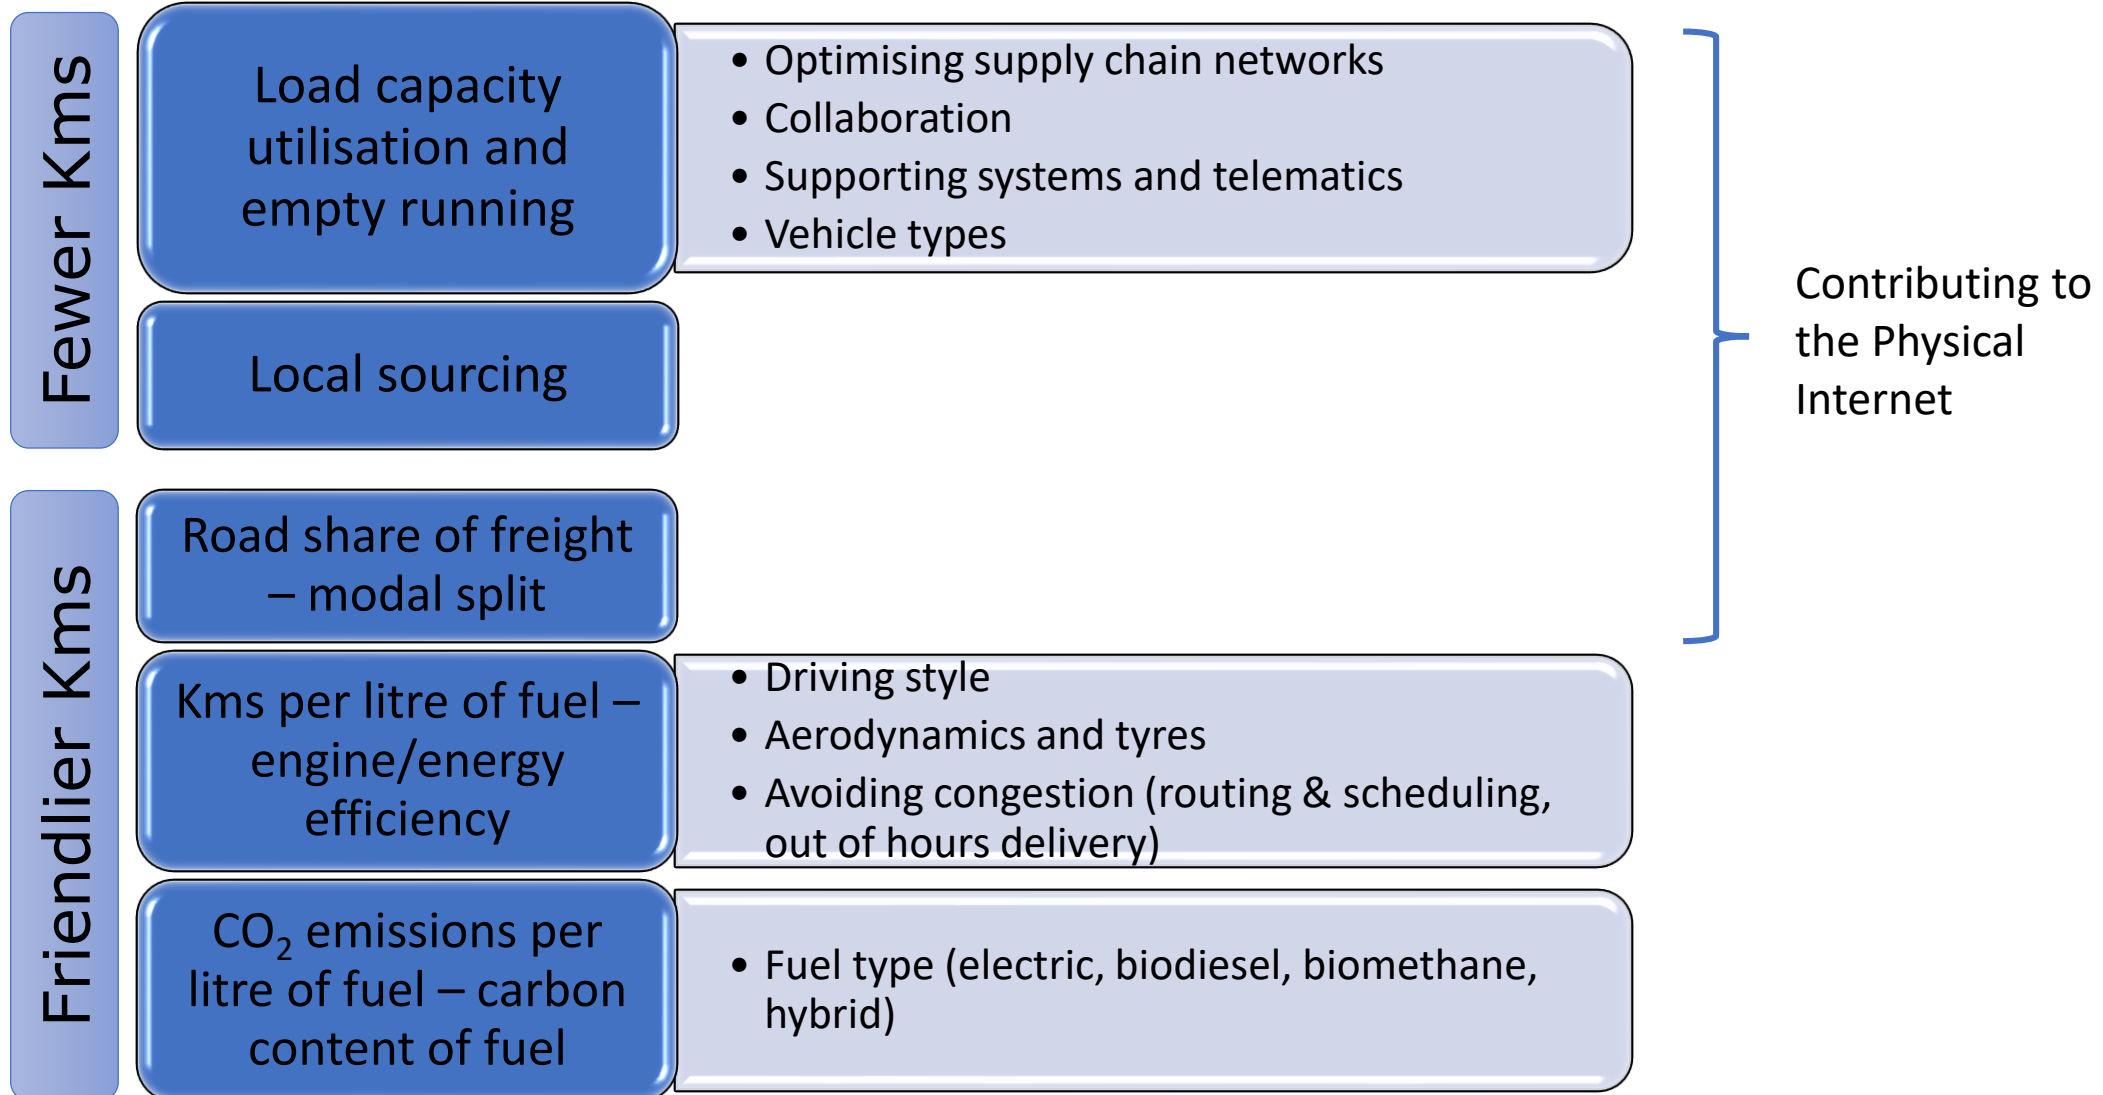 Fewer Kms
Load capacity
utilisation and
empty running
• Optimising supply chain networks
• Collaboration
• Supporting systems and telematics
• Vehicle types
Local sourcing
Contributing to
the Physical
Internet
Friendlier Kms
Road share of freight
– modal split
Kms per litre of fuel –
engine/energy
efficiency
• Driving style
• Aerodynamics and tyres
• Avoiding congestion (routing & scheduling,
out of hours delivery)
CO₂ emissions per
litre of fuel – carbon
content of fuel
• Fuel type (electric, biodiesel, biomethane,
hybrid)